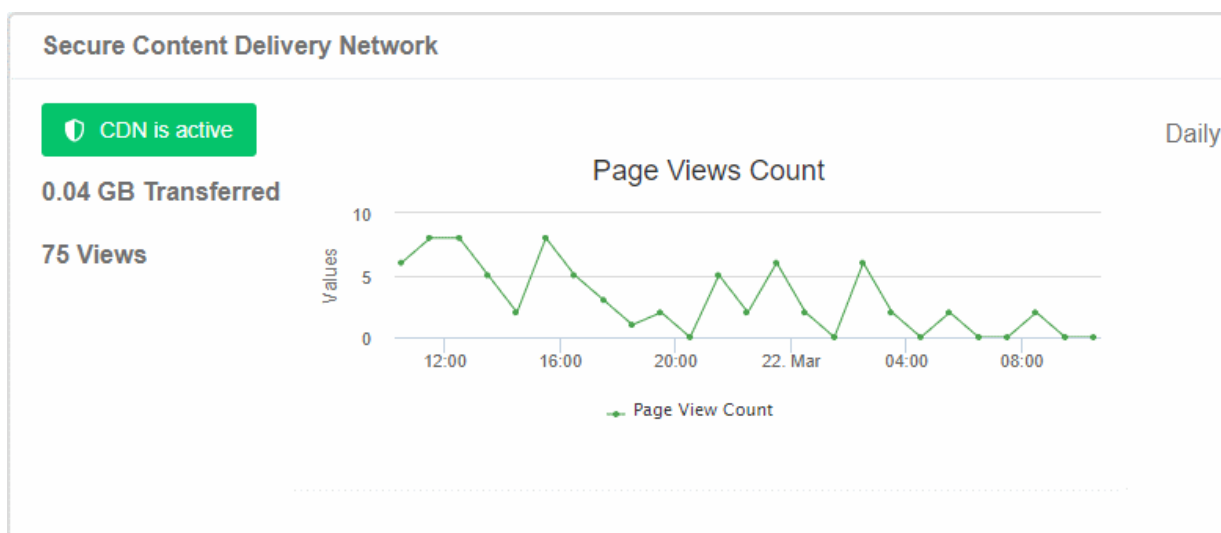 Secure Content Delivery Network
CDN is active
Daily
0.04 GB Transferred
75 Views
Page Views Count
Values
10
5
0
12:00 16:00 20:00 22. Mar 04:00 08:00
Page View Count